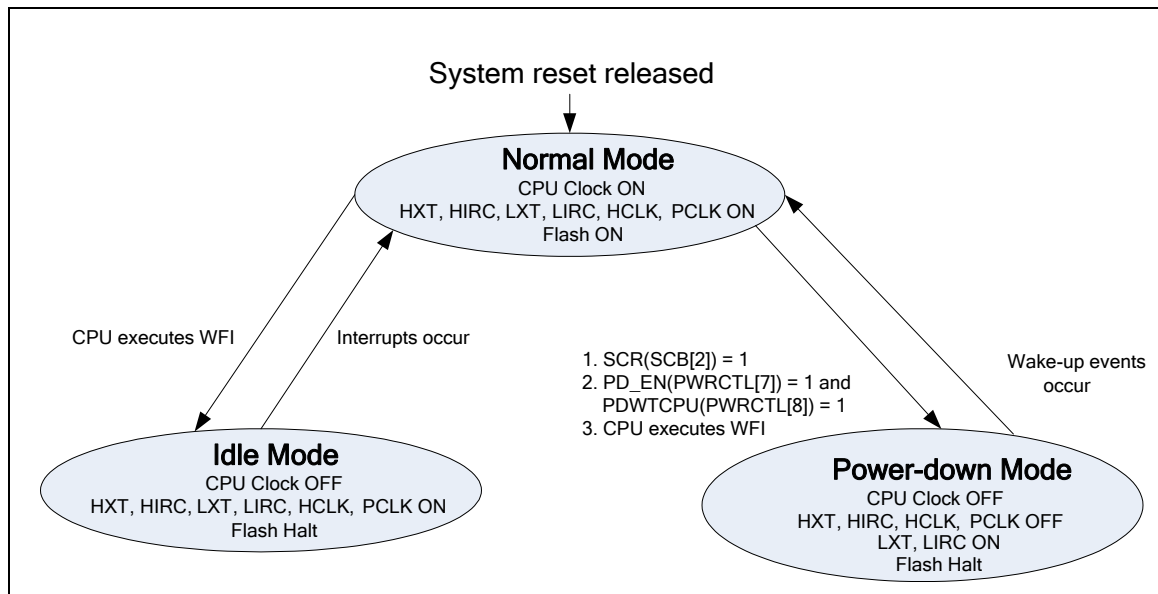 System reset released
Normal Mode
CPU Clock ON
HXT, HIRC, LXT, LIRC, HCLK, PCLK ON
Flash ON
CPU executes WFI
Interrupts occur
1. SCR(SCB[2]) = 1
2. PD_EN(PWRCTL[7]) = 1 and
PDWTCPU(PWRCTL[8]) = 1
3. CPU executes WFI
Wake-up events
occur
Idle Mode
CPU Clock OFF
HXT, HIRC, LXT, LIRC, HCLK, PCLK ON
Flash Halt
Power-down Mode
CPU Clock OFF
HXT, HIRC, HCLK, PCLK OFF
LXT, LIRC ON
Flash Halt